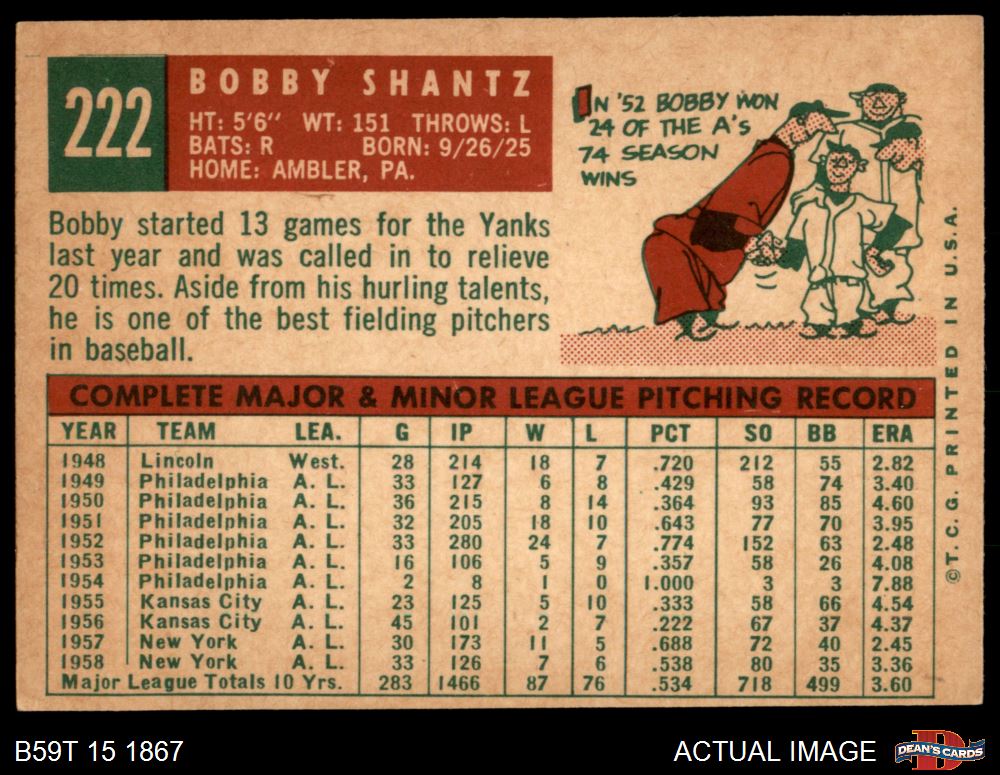 222
BOBBY SHANTZ
HT: 5'6" WT: 151 THROWS: L
BATS: R BORN: 9/26/25
HOME: AMBLER, PA.
IN '52 BOBBY WON
24 OF THE A's
74 SEASON
WINS
Bobby started 13 games for the Yanks
last year and was called in to relieve
20 times. Aside from his hurling talents,
he is one of the best fielding pitchers
in baseball.
COMPLETE MAJOR & MINOR LEAGUE PITCHING RECORD
YEAR TEAM LEA. G IP W L PCT SO BB ERA
1948 Lincoln West. 28 214 18 7 .720 212 55 2.82
1949 Philadelphia A. L. 33 127 6 8 .429 58 74 3.40
1950 Philadelphia A. L. 36 215 8 14 .364 93 85 4.60
1951 Philadelphia A. L. 32 205 18 10 .643 77 70 3.95
1952 Philadelphia A. L. 33 280 24 7 .774 152 63 2.48
1953 Philadelphia A. L. 16 106 5 9 .357 58 26 4.08
1954 Philadelphia A. L. 2 8 1 0 1.000 3 3 7.88
1955 Kansas City A. L. 23 125 5 10 .333 58 66 4.54
1956 Kansas City A. L. 45 101 2 7 .222 67 37 4.37
1957 New York A. L. 30 173 11 5 .688 72 40 2.45
1958 New York A. L. 33 126 7 6 .538 80 35 3.36
Major League Totals 10 Yrs. 283 1466 87 76 .534 718 499 3.60
©T.C.G. PRINTED IN U.S.A.
B59T 15 1867
ACTUAL IMAGE
D
DEAN'S CARDS